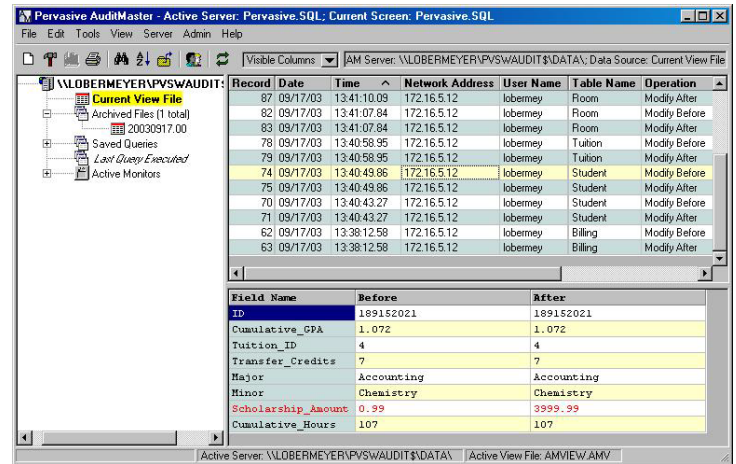 Pervasive AuditMaster - Active Server: Pervasive.SQL; Current Screen: Pervasive.SQL
File Edit Tools View Server Admin Help
Visible Columns AM Server: \\LOBERMEYER\PVSWAUDIT$\DATA\; Data Source: Current View File
\\LOBERMEYER\PVSWAUDIT$
Current View File
Archived Files (1 total)
20030917.00
Saved Queries
Last Query Executed
Active Monitors
Record Date Time Network Address User Name Table Name Operation
87 09/17/03 13:41:10.09 172.16.5.12 lobermey Room Modify After
82 09/17/03 13:41:07.84 172.16.5.12 lobermey Room Modify Before
83 09/17/03 13:41:07.84 172.16.5.12 lobermey Room Modify After
78 09/17/03 13:40:58.95 172.16.5.12 lobermey Tuition Modify Before
79 09/17/03 13:40:58.95 172.16.5.12 lobermey Tuition Modify After
74 09/17/03 13:40:49.86 172.16.5.12 lobermey Student Modify Before
75 09/17/03 13:40:49.86 172.16.5.12 lobermey Student Modify After
70 09/17/03 13:40:43.27 172.16.5.12 lobermey Student Modify Before
71 09/17/03 13:40:43.27 172.16.5.12 lobermey Student Modify After
62 09/17/03 13:38:12.58 172.16.5.12 lobermey Billing Modify Before
63 09/17/03 13:38:12.58 172.16.5.12 lobermey Billing Modify After
Field Name Before After
ID 189152021 189152021
Cumulative_GPA 1.072 1.072
Tuition_ID 4 4
Transfer_Credits 7 7
Major Accounting Accounting
Minor Chemistry Chemistry
Scholarship_Amount 0.99 3999.99
Cumulative_Hours 107 107
Active Server: \\LOBERMEYER\PVSWAUDIT$\DATA\ Active View File: AMVIEW.AMV